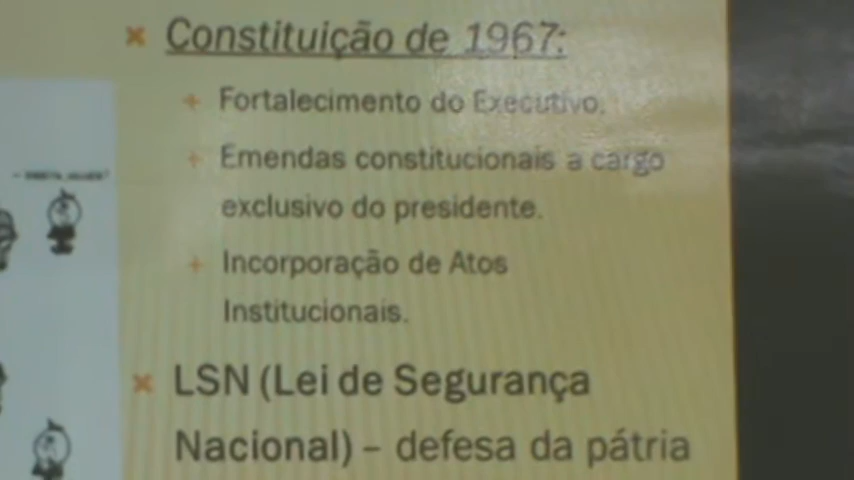 Constituição de 1967:
Fortalecimento do Executivo.
Emendas constitucionais a cargo
exclusivo do presidente.
Incorporação de Atos
Institucionais.
LSN (Lei de Segurança
Nacional) – defesa da pátria